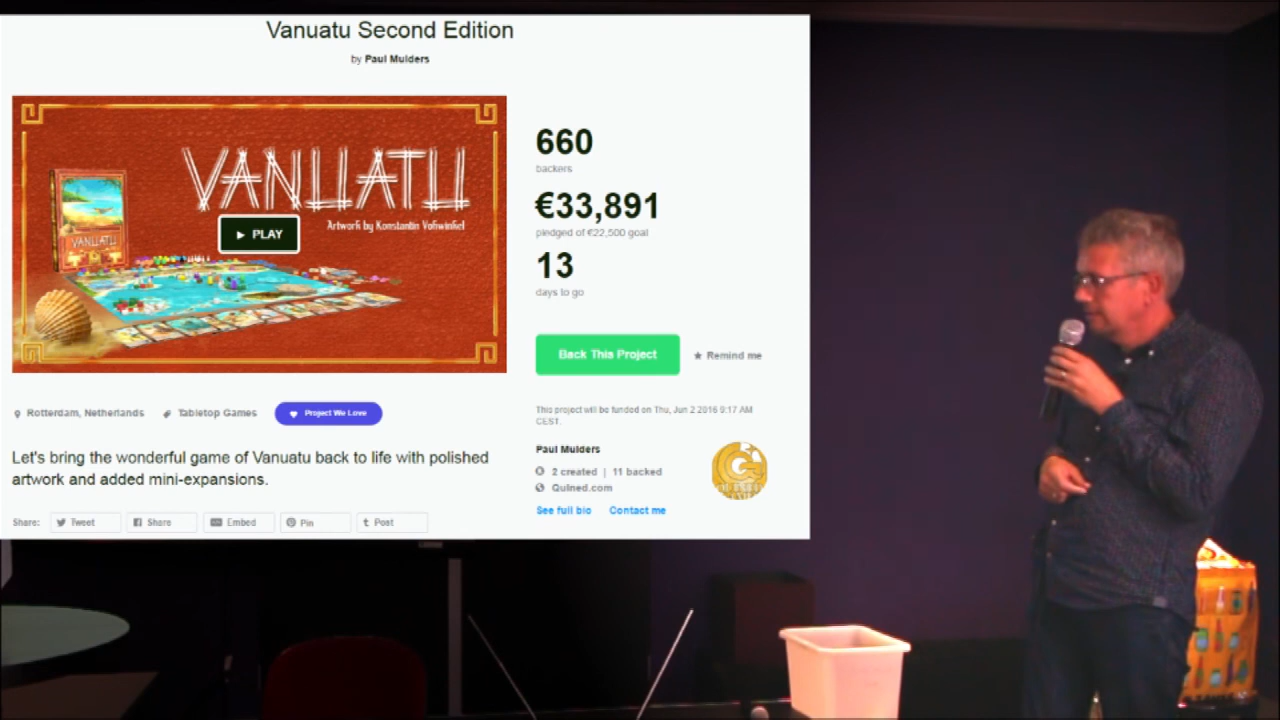 Vanuatu Second Edition
by Paul Mulders
VANUATU
Artwork by Konstantin Vohwinkel
VANUATU
PLAY
660
backers
€33,891
pledged of €22,500 goal
13
days to go
Back This Project
Remind me
Rotterdam, Netherlands
Tabletop Games
Project We Love
This project will be funded on Thu, Jun 2 2016 9:17 AM
CEST.
Let's bring the wonderful game of Vanuatu back to life with polished
artwork and added mini-expansions.
Paul Mulders
2 created | 11 backed
Quined.com
See full bio
Contact me
Share:
Tweet
Share
Embed
Pin
Post